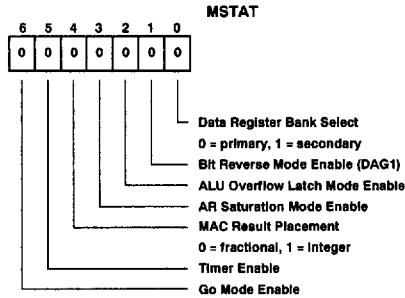 MSTAT
6 5 4 3 2 1 0
0 0 0 0 0 0 0
Data Register Bank Select
0 = primary, 1 = secondary
Bit Reverse Mode Enable (DAG1)
ALU Overflow Latch Mode Enable
AR Saturation Mode Enable
MAC Result Placement
0 = fractional, 1 = integer
Timer Enable
Go Mode Enable